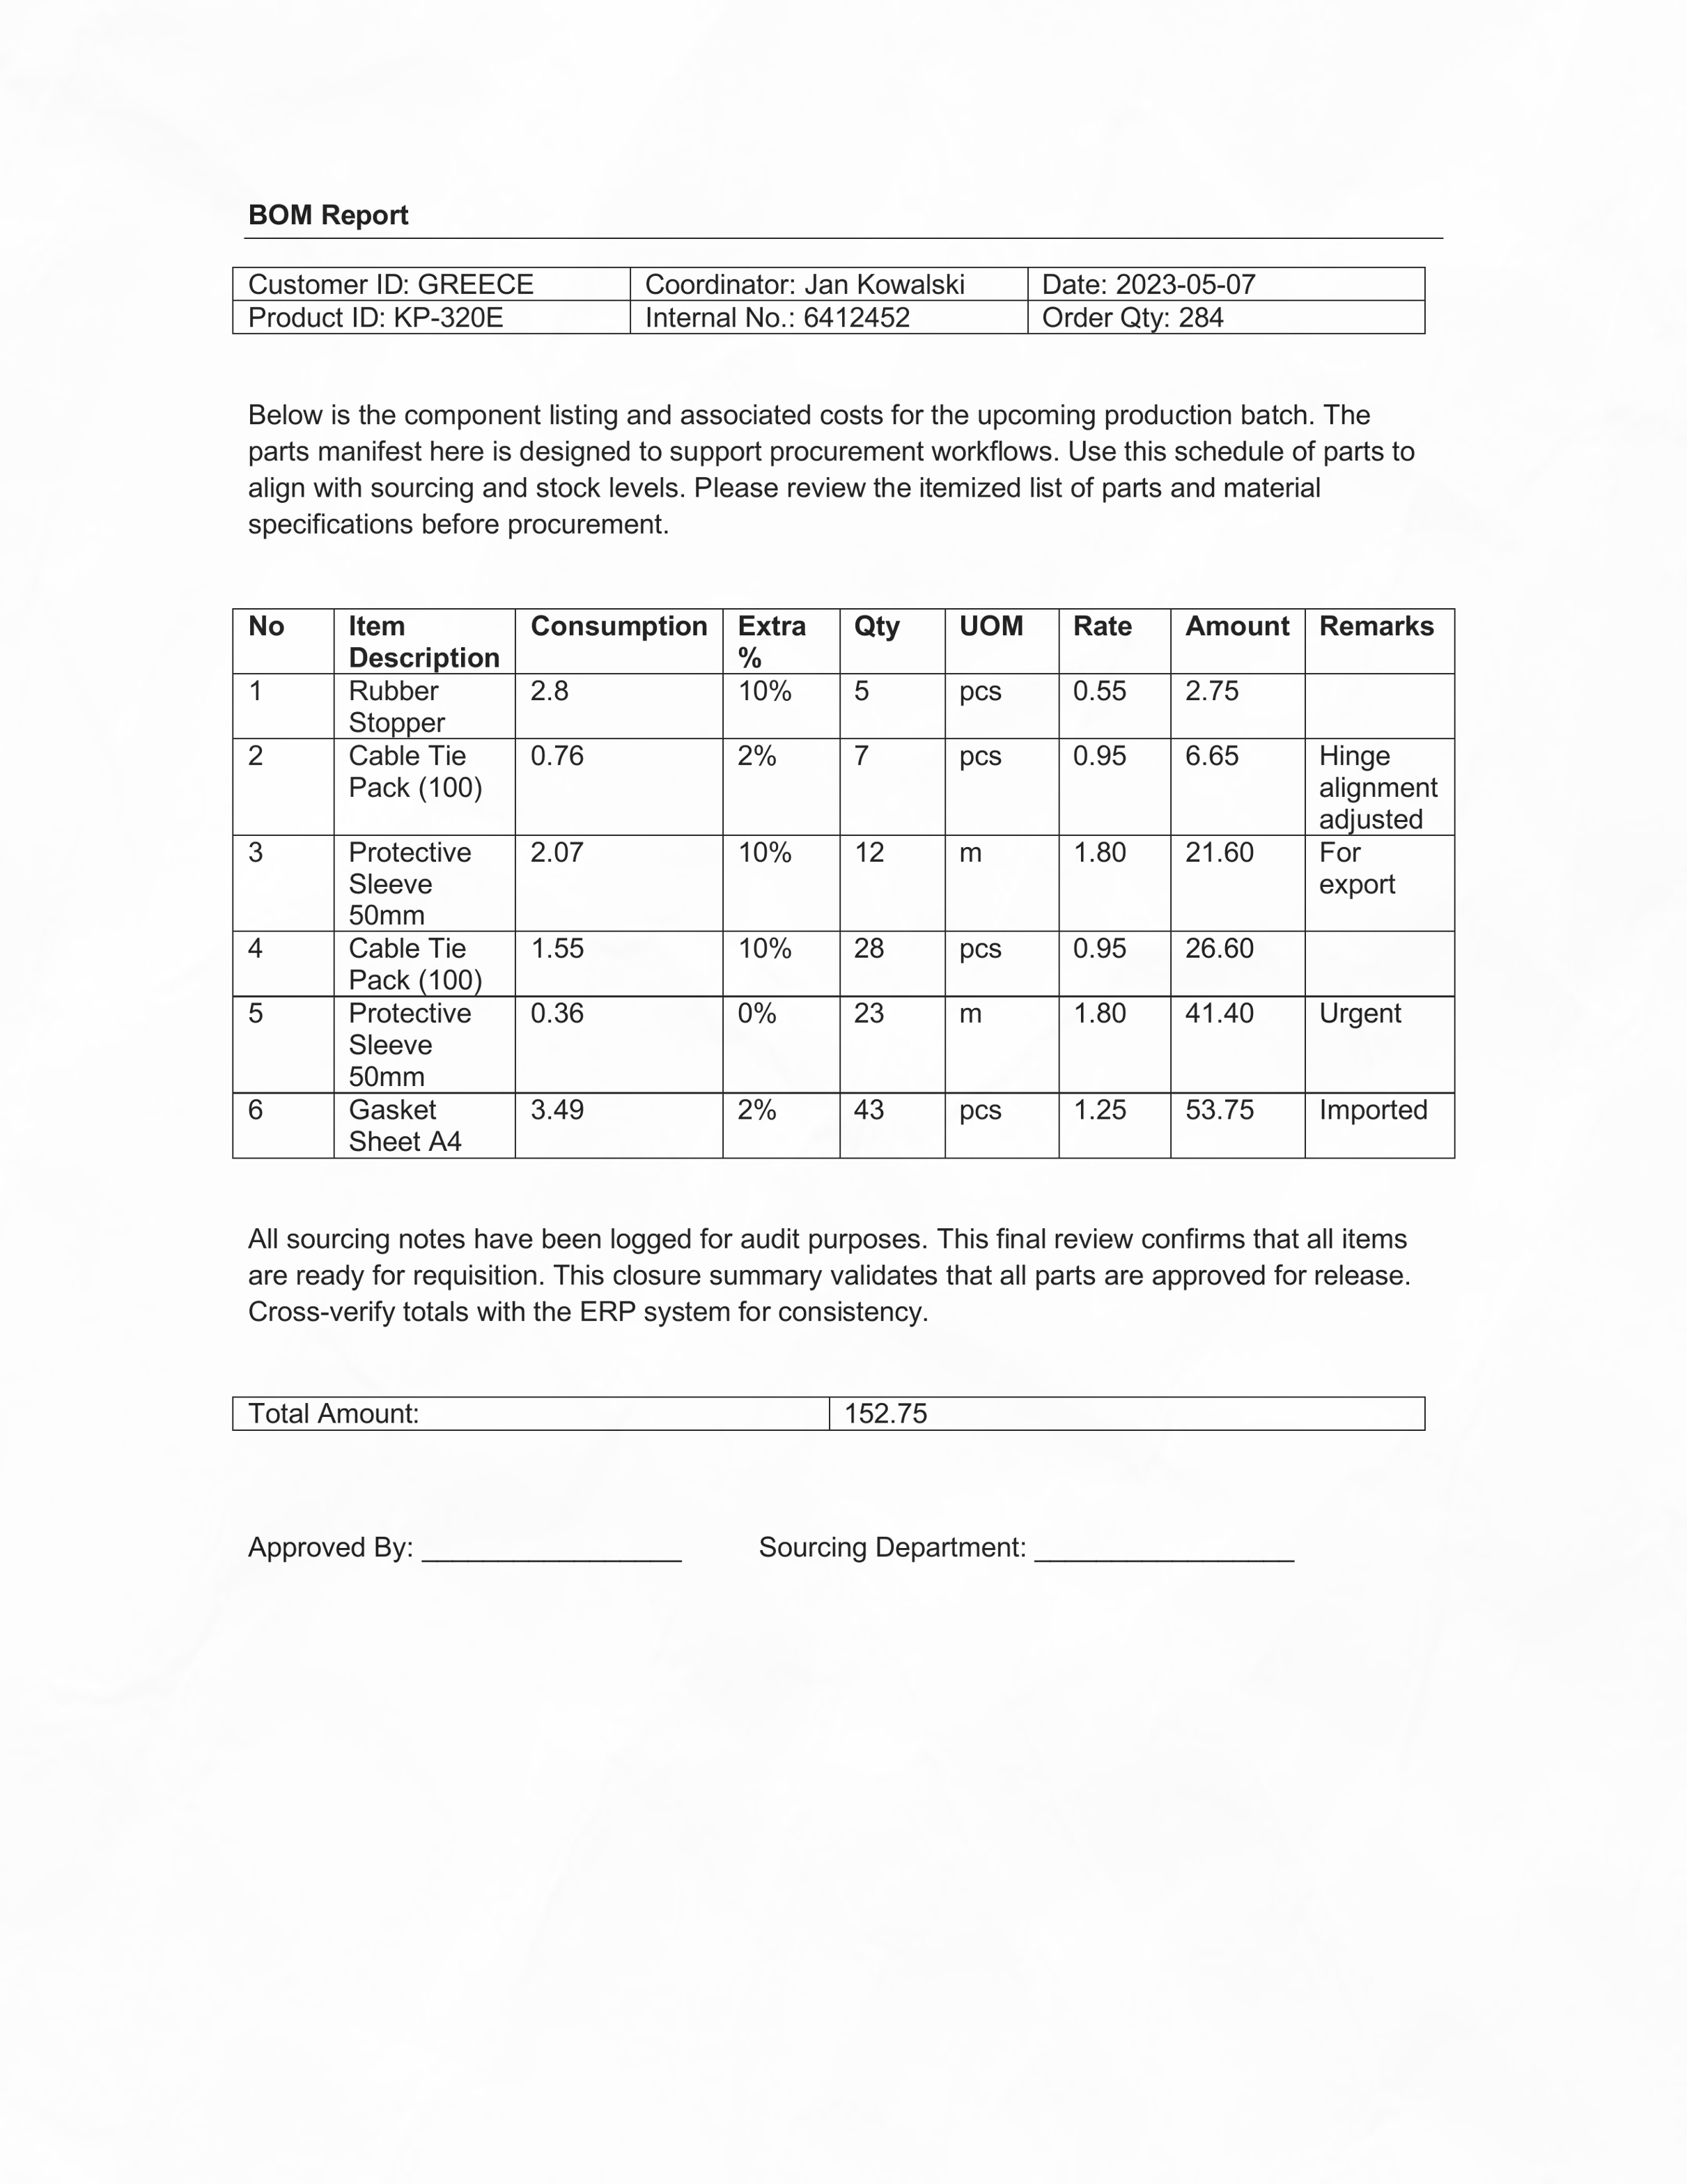 BOM Report
Customer ID: GREECE Coordinator: Jan Kowalski Date: 2023-05-07
Product ID: KP-320E Internal No.: 6412452 Order Qty: 284
Below is the component listing and associated costs for the upcoming production batch. The
parts manifest here is designed to support procurement workflows. Use this schedule of parts to
align with sourcing and stock levels. Please review the itemized list of parts and material
specifications before procurement.
No Item Consumption Extra Qty UOM Rate Amount Remarks
Description %
1 Rubber 2.8 10% 5 pcs 0.55 2.75
Stopper
2 Cable Tie 0.76 2% 7 pcs 0.95 6.65 Hinge
Pack (100) alignment
adjusted
3 Protective 2.07 10% 12 m 1.80 21.60 For
Sleeve export
50mm
4 Cable Tie 1.55 10% 28 pcs 0.95 26.60
Pack (100)
5 Protective 0.36 0% 23 m 1.80 41.40 Urgent
Sleeve
50mm
6 Gasket 3.49 2% 43 pcs 1.25 53.75 Imported
Sheet A4
All sourcing notes have been logged for audit purposes. This final review confirms that all items
are ready for requisition. This closure summary validates that all parts are approved for release.
Cross-verify totals with the ERP system for consistency.
Total Amount: 152.75
Approved By: _________________ Sourcing Department: _________________